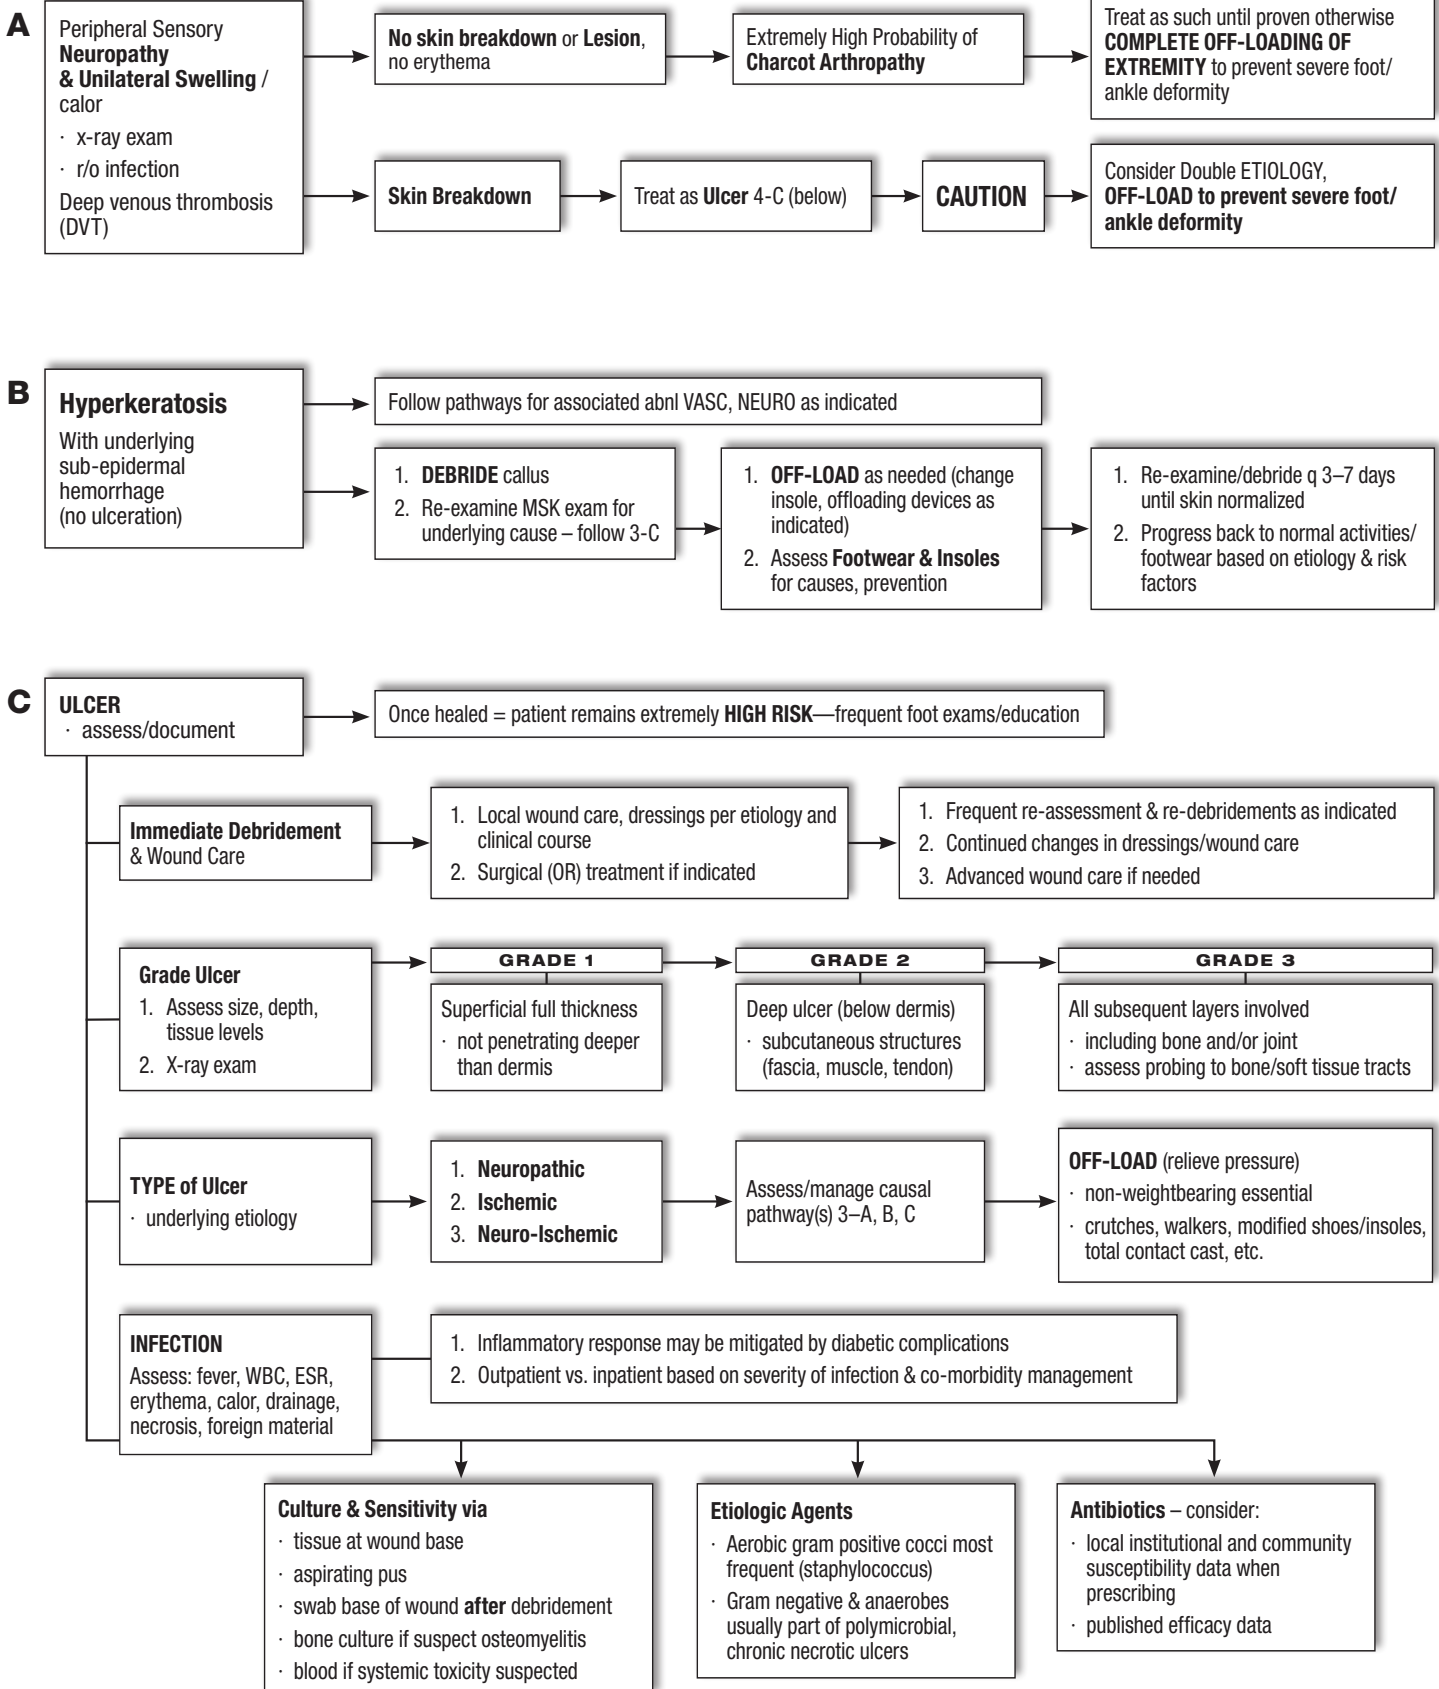 A
Peripheral Sensory
Neuropathy
& Unilateral Swelling /
calor
· x-ray exam
· r/o infection
Deep venous thrombosis
(DVT)
No skin breakdown or Lesion,
no erythema
Extremely High Probability of
Charcot Arthropathy
Treat as such until proven otherwise
COMPLETE OFF-LOADING OF
EXTREMITY to prevent severe foot/
ankle deformity
Skin Breakdown
Treat as Ulcer 4-C (below)
CAUTION
Consider Double ETIOLOGY,
OFF-LOAD to prevent severe foot/
ankle deformity
B
Hyperkeratosis
With underlying
sub-epidermal
hemorrhage
(no ulceration)
Follow pathways for associated abnl VASC, NEURO as indicated
1. DEBRIDE callus
2. Re-examine MSK exam for
underlying cause – follow 3-C
1. OFF-LOAD as needed (change
insole, offloading devices as
indicated)
2. Assess Footwear & Insoles
for causes, prevention
1. Re-examine/debride q 3–7 days
until skin normalized
2. Progress back to normal activities/
footwear based on etiology & risk
factors
C
ULCER
· assess/document
Once healed = patient remains extremely HIGH RISK—frequent foot exams/education
Immediate Debridement
& Wound Care
1. Local wound care, dressings per etiology and
clinical course
2. Surgical (OR) treatment if indicated
1. Frequent re-assessment & re-debridements as indicated
2. Continued changes in dressings/wound care
3. Advanced wound care if needed
Grade Ulcer
1. Assess size, depth,
tissue levels
2. X-ray exam
GRADE 1
Superficial full thickness
· not penetrating deeper
than dermis
GRADE 2
Deep ulcer (below dermis)
· subcutaneous structures
(fascia, muscle, tendon)
GRADE 3
All subsequent layers involved
· including bone and/or joint
· assess probing to bone/soft tissue tracts
TYPE of Ulcer
· underlying etiology
1. Neuropathic
2. Ischemic
3. Neuro-Ischemic
Assess/manage causal
pathway(s) 3–A, B, C
OFF-LOAD (relieve pressure)
· non-weightbearing essential
· crutches, walkers, modified shoes/insoles,
total contact cast, etc.
INFECTION
Assess: fever, WBC, ESR,
erythema, calor, drainage,
necrosis, foreign material
1. Inflammatory response may be mitigated by diabetic complications
2. Outpatient vs. inpatient based on severity of infection & co-morbidity management
Culture & Sensitivity via
· tissue at wound base
· aspirating pus
· swab base of wound after debridement
· bone culture if suspect osteomyelitis
· blood if systemic toxicity suspected
Etiologic Agents
· Aerobic gram positive cocci most
frequent (staphylococcus)
· Gram negative & anaerobes
usually part of polymicrobial,
chronic necrotic ulcers
Antibiotics – consider:
· local institutional and community
susceptibility data when
prescribing
· published efficacy data